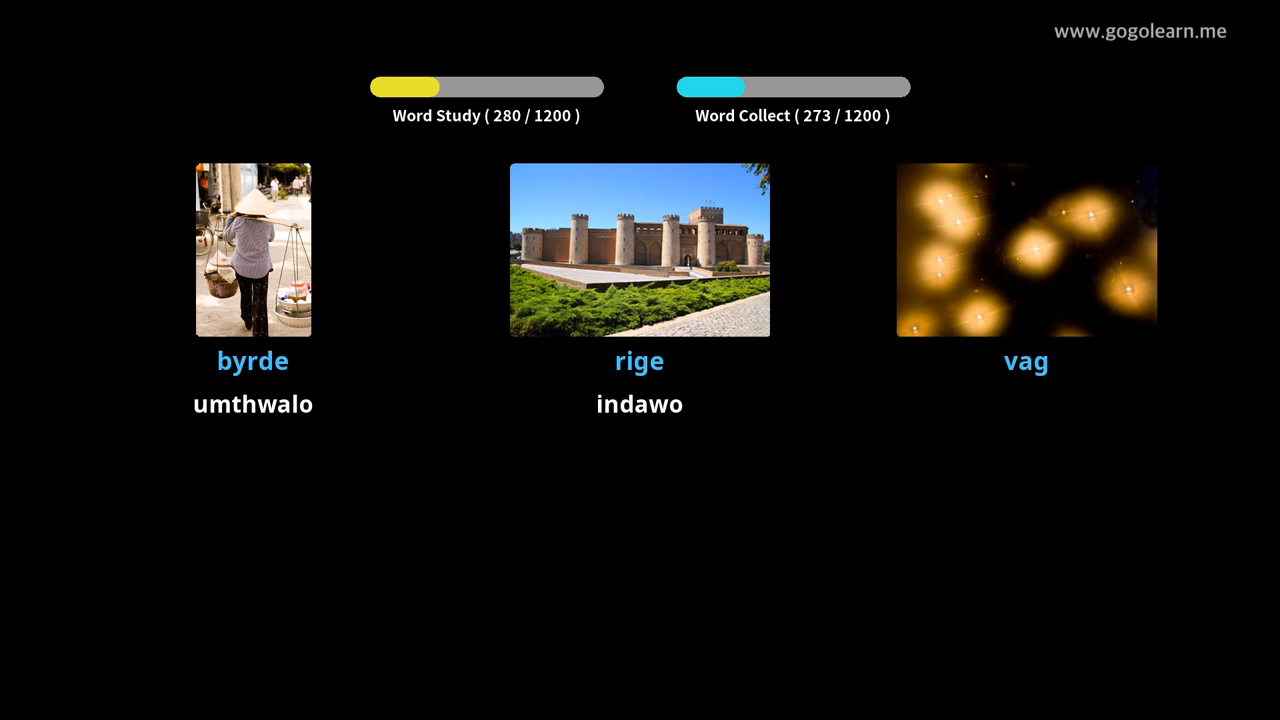 www.gogolearn.me
Word Study ( 280 / 1200 )
Word Collect ( 273 / 1200 )
byrde
rige
vag
umthwalo
indawo